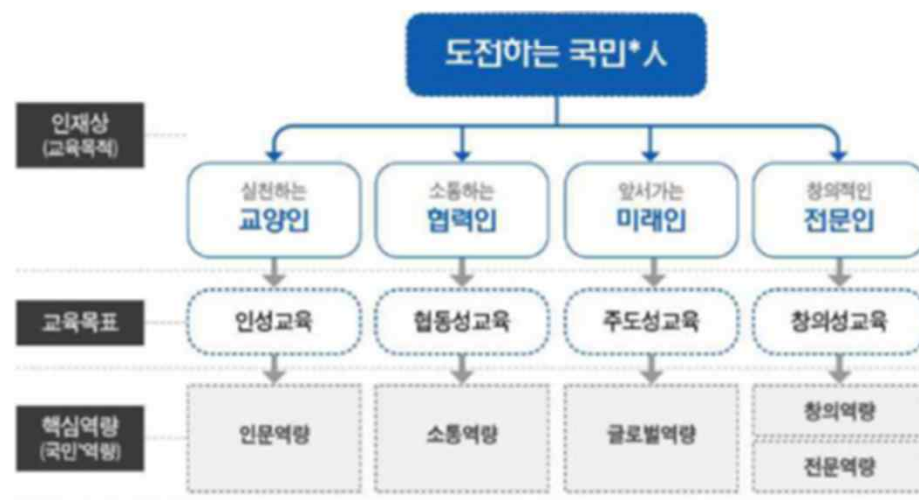 도전하는 국민*人
인재상
(교육목적)
실천하는
교양인
소통하는
협력인
앞서가는
미래인
창의적인
전문인
교육목표
인성교육
협동성교육
주도성교육
창의성교육
핵심역량
(국민*역량)
인문역량
소통역량
글로벌역량
창의역량
전문역량